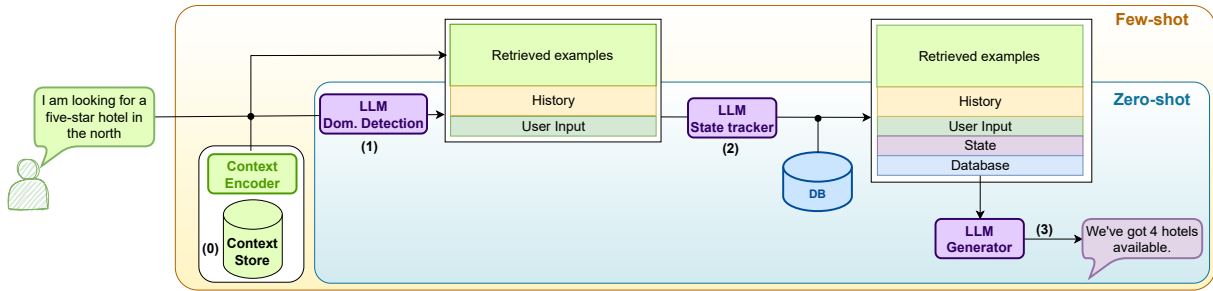 Few-shot
Zero-shot
I am looking for a
five-star hotel in
the north
(0)
Context
Encoder
Context
Store
LLM
Dom. Detection
(1)
Retrieved examples
History
User Input
LLM
State tracker
(2)
DB
Retrieved examples
History
User Input
State
Database
LLM
Generator
(3)
We've got 4 hotels
available.